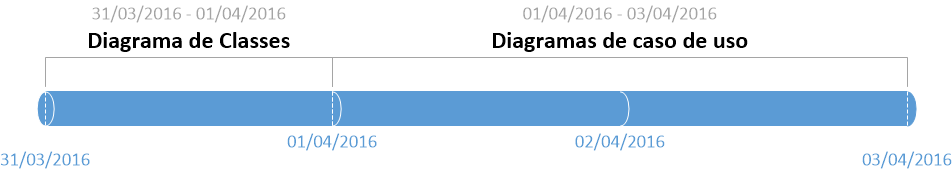 31/03/2016 - 01/04/2016
Diagrama de Classes
01/04/2016 - 03/04/2016
Diagramas de caso de uso
01/04/2016
02/04/2016
31/03/2016
03/04/2016